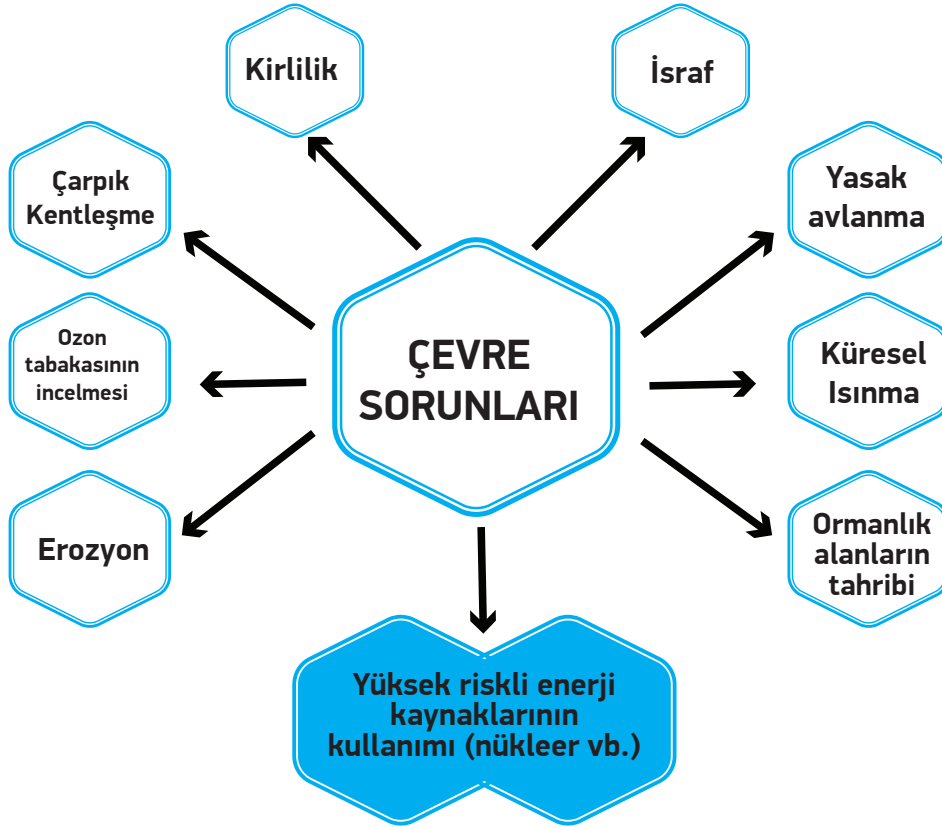 Kirlilik
İsraf
Çarpık
Kentleşme
Yasak
avlanma
Ozon
tabakasının
incelmesi
ÇEVRE
SORUNLARI
Küresel
Isınma
Erozyon
Ormanlık
alanların
tahribi
Yüksek riskli enerji
kaynaklarının
kullanımı (nükleer vb.)